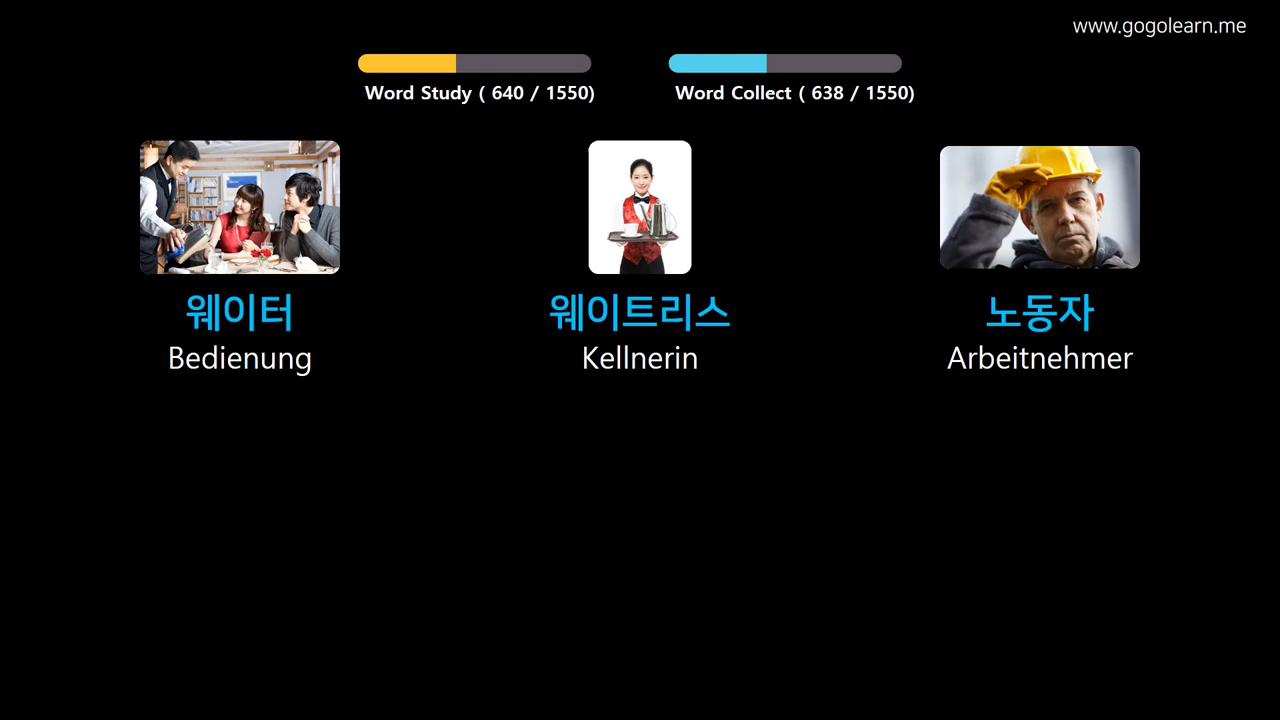 www.gogolearn.me
Word Study ( 640 / 1550)
Word Collect ( 638 / 1550)
웨이터
Bedienung
웨이트리스
Kellnerin
노동자
Arbeitnehmer